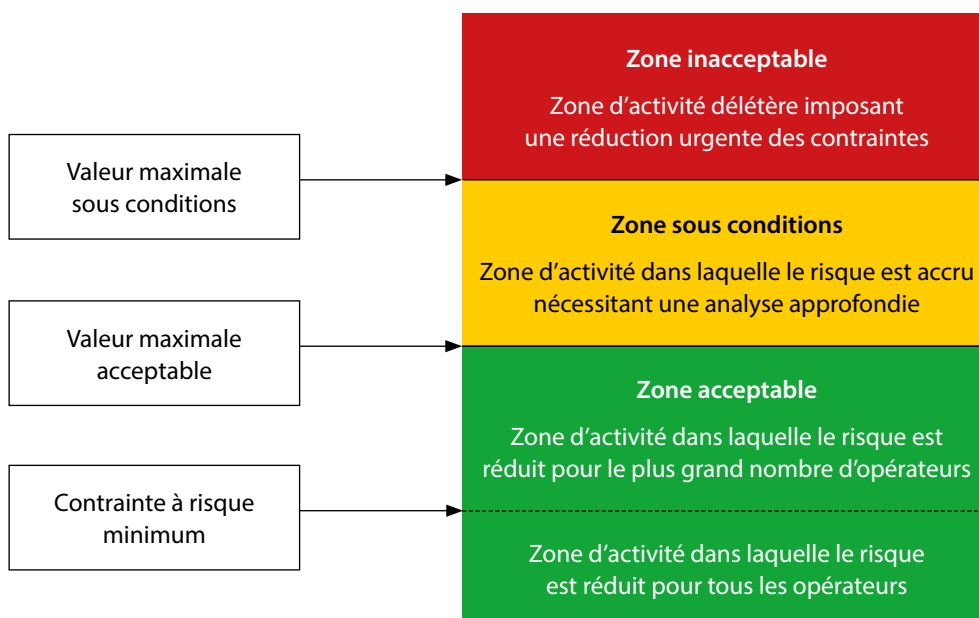 Zone inacceptable
Zone d’activité délétère imposant
une réduction urgente des contraintes
Valeur maximale
sous conditions
Zone sous conditions
Zone d’activité dans laquelle le risque est accru
nécessitant une analyse approfondie
Valeur maximale
acceptable
Zone acceptable
Zone d’activité dans laquelle le risque est
réduit pour le plus grand nombre d’opérateurs
Contrainte à risque
minimum
Zone d’activité dans laquelle le risque
est réduit pour tous les opérateurs